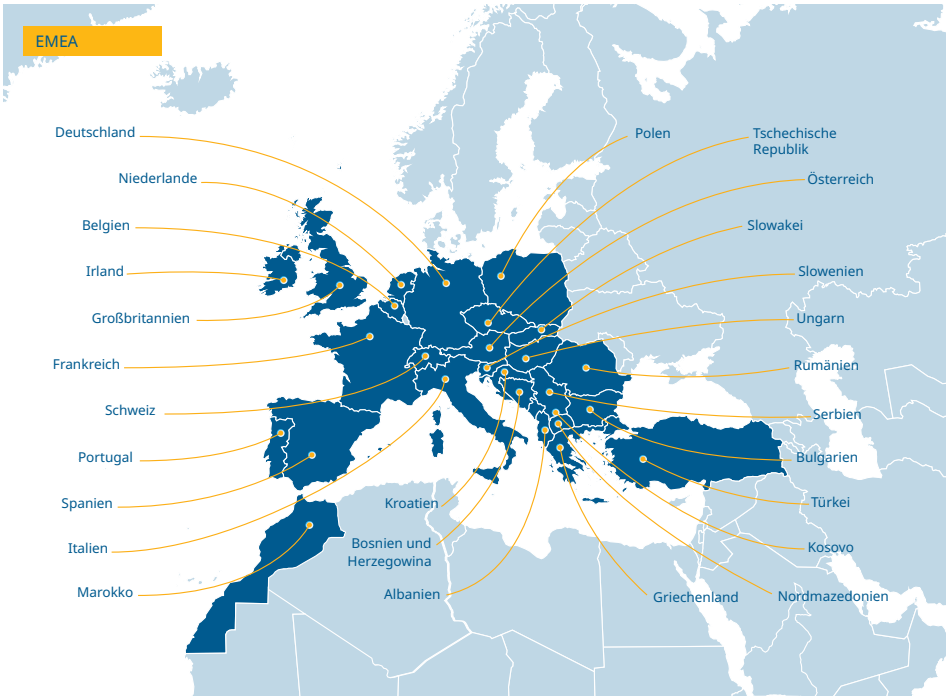 EMEA
Deutschland
Niederlande
Belgien
Irland
Großbritannien
Frankreich
Schweiz
Portugal
Spanien
Italien
Marokko
Kroatien
Bosnien und
Herzegowina
Albanien
Polen
Tschechische
Republik
Österreich
Slowakei
Slowenien
Ungarn
Rumänien
Serbien
Bulgarien
Türkei
Kosovo
Nordmazedonien
Griechenland